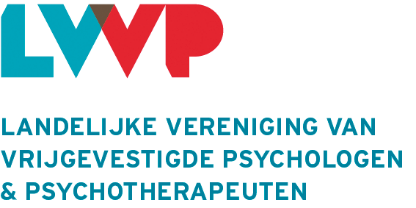 LVVP
LANDELIJKE VERENIGING VAN
VRIJGEVESTIGDE PSYCHOLOGEN
& PSYCHOTHERAPEUTEN